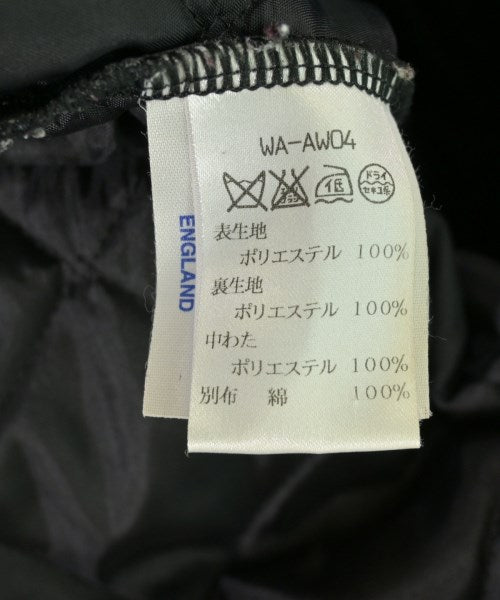 WA-AW04
低 ドライ
セキユ系
表生地
ポリエステル 100%
裏生地
ポリエステル 100%
中わた
ポリエステル 100%
別布 綿 100%
ENGLAND